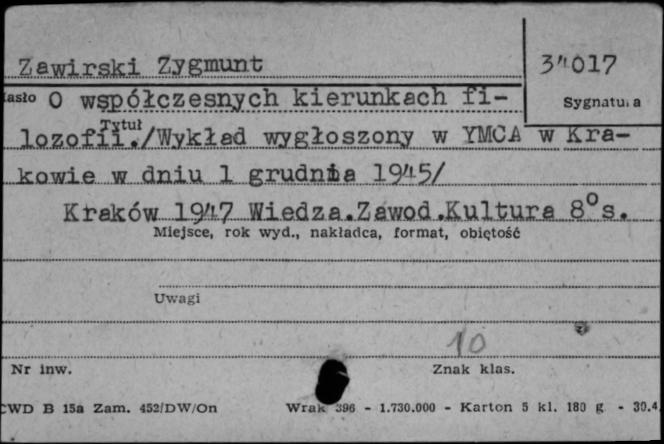 Zawirski Zygmunt
34017
Hasło O współczesnych kierunkach fi-
Sygnatura
Tytuł
lozofii./Wykład wygłoszony w YMCA w Kra-
kowie w dniu 1 grudnia 1945/
Kraków 1947 Wiedza.Zawod.Kultura 8°s.
Miejsce, rok wyd., nakładca, format, objętość
Uwagi
10
Nr inw.
Znak klas.
CWD B 15a Zam. 452/DW/On
Wrak 396 - 1.730.000 - Karton 5 kl. 180 g - 30.4